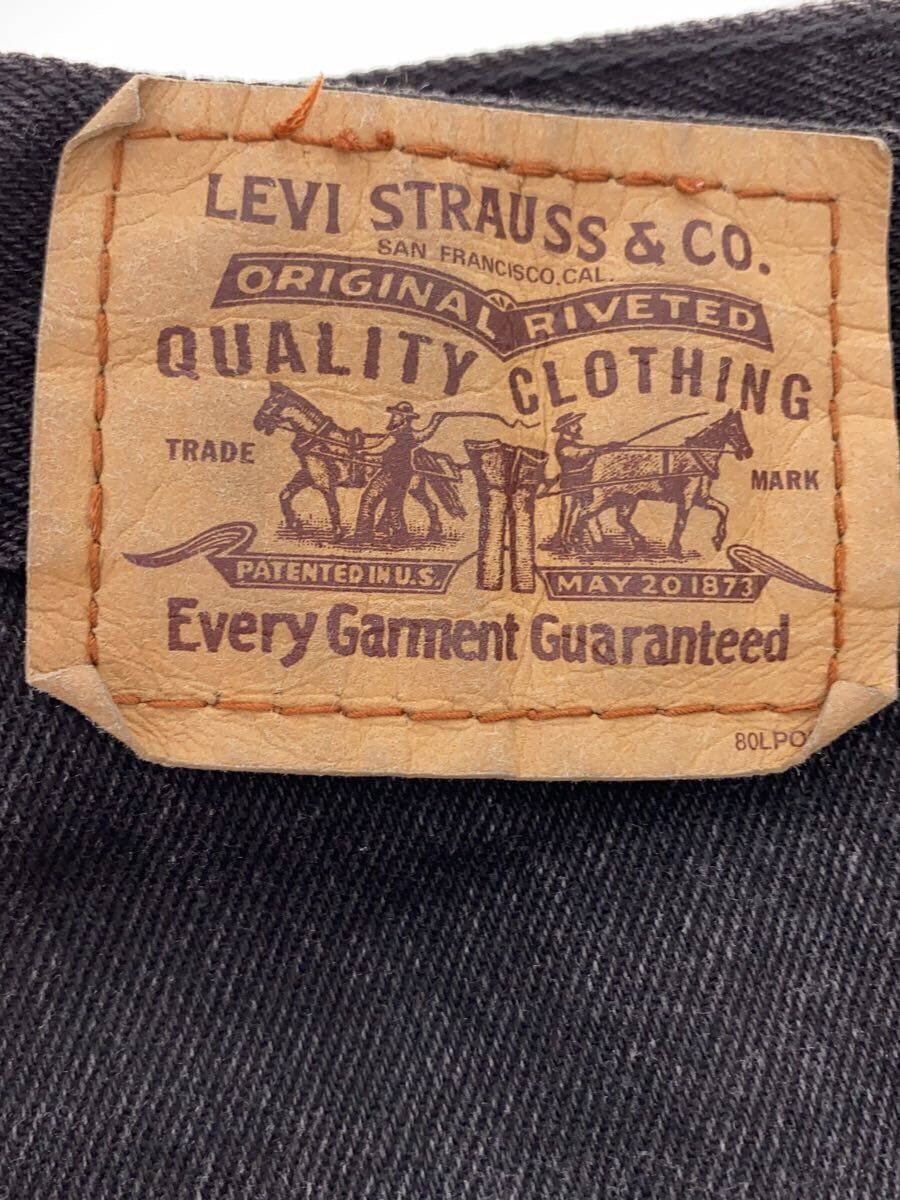 LEVI STRAUSS & CO.
SAN FRANCISCO, CAL.
ORIGINAL RIVETED
QUALITY CLOTHING
TRADE MARK
PATENTED IN U.S. MAY 20 1873
Every Garment Guaranteed
80LPO